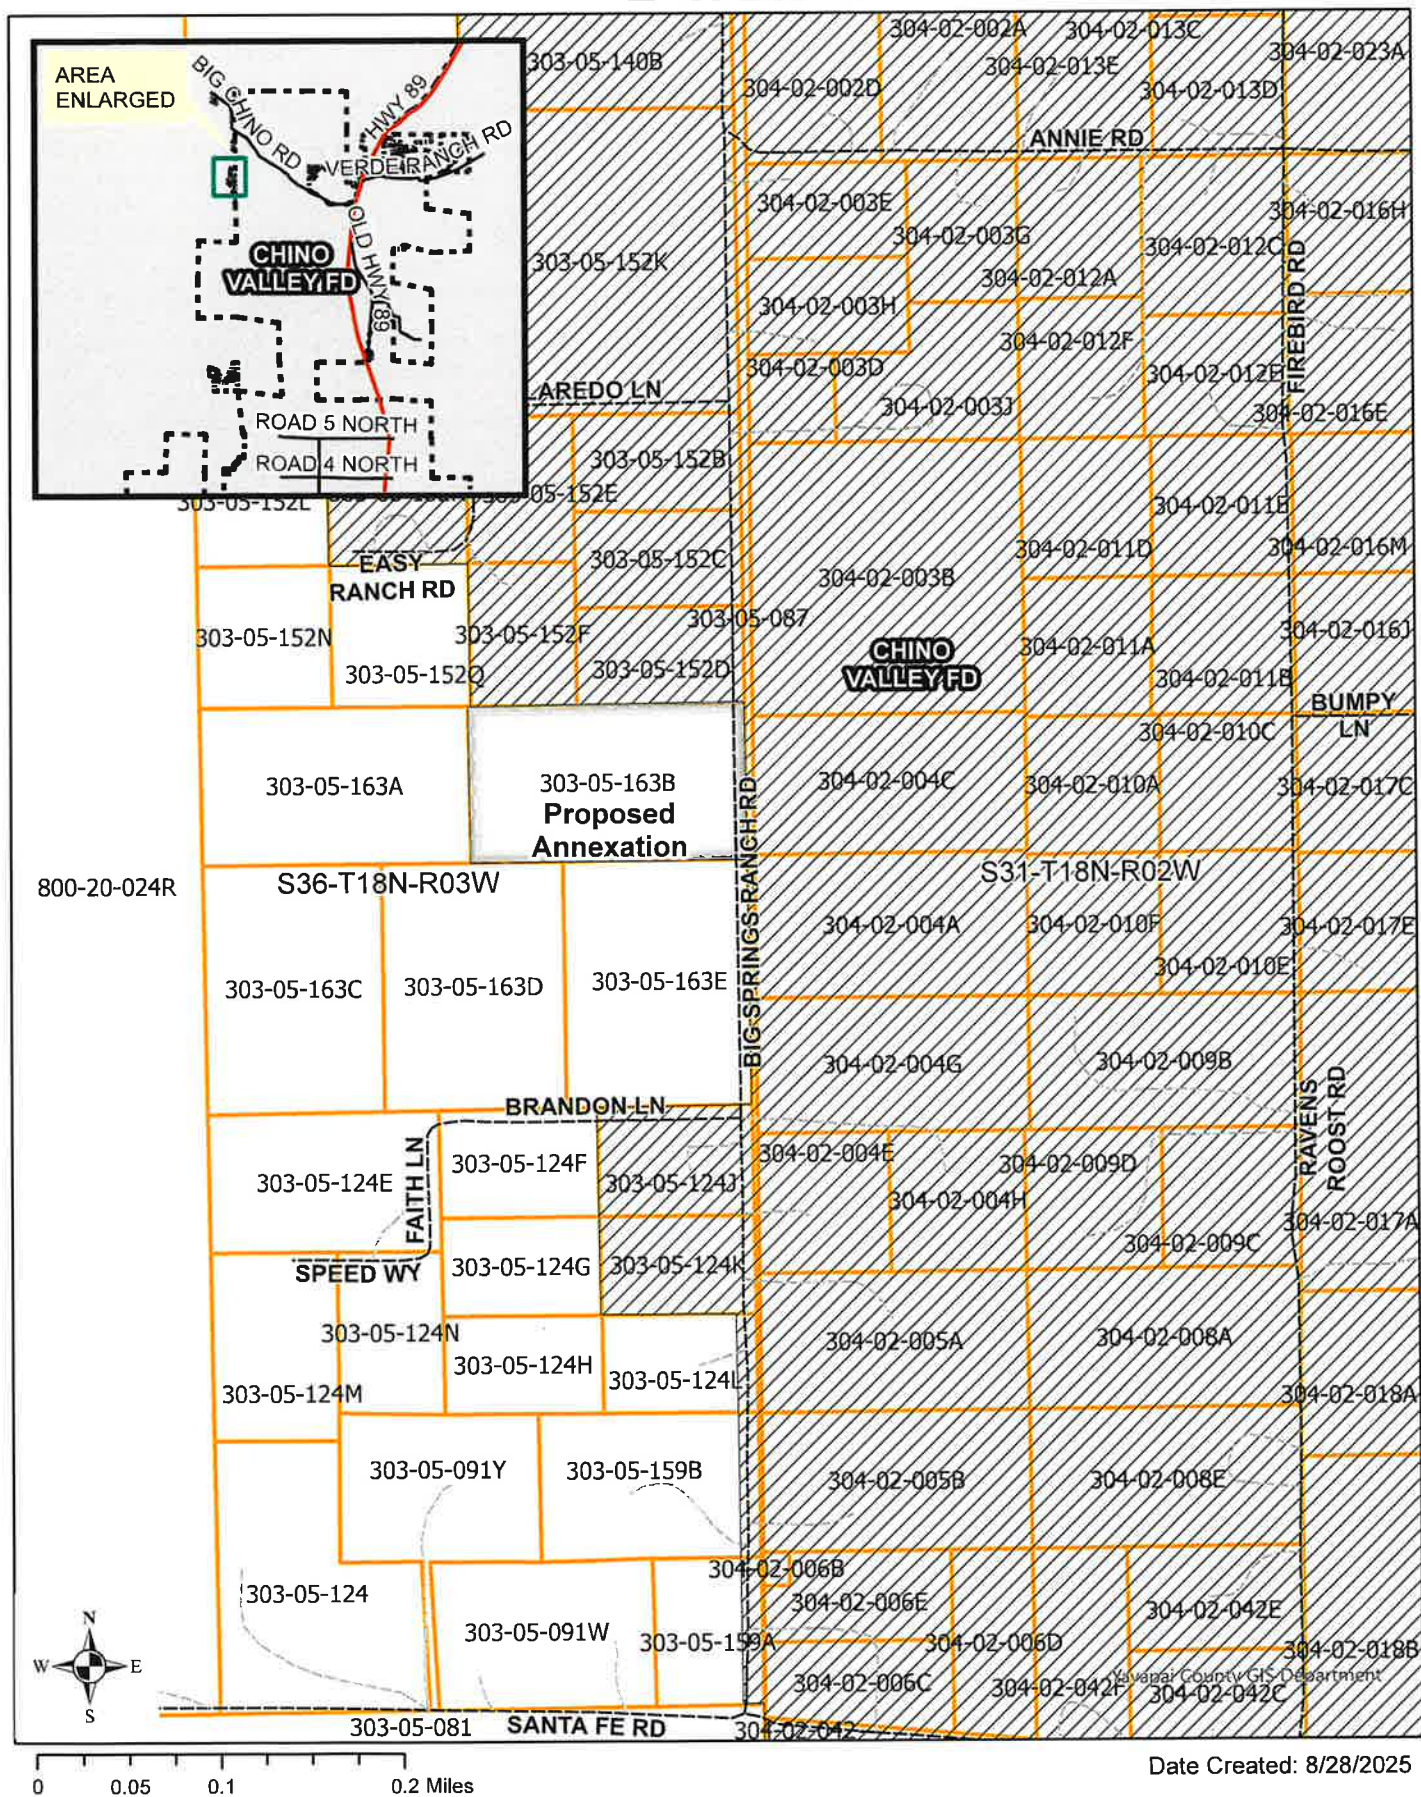 AREA
ENLARGED
BIG CHINO RD
HWY 89
VERDE RANCH RD
OLD HWY 89
CHINO
VALLEY FD
ROAD 5 NORTH
ROAD 4 NORTH
303-05-140B
304-02-002A
304-02-013C
304-02-023A
304-02-013E
304-02-002D
304-02-013D
ANNIE RD
304-02-003E
304-02-016H
304-02-003G
304-02-012C
303-05-152K
304-02-012A
FIREBIRD RD
304-02-003H
304-02-012F
304-02-003D
304-02-012E
AREDO LN
304-02-003J
304-02-016E
303-05-152B
303-05-152L
05-152E
304-02-011E
304-02-011D
304-02-016M
303-05-152C
EASY
RANCH RD
304-02-003B
303-05-087
303-05-152N
303-05-152F
304-02-016J
303-05-152Q
303-05-152D
CHINO
VALLEY FD
304-02-011A
304-02-011B
BUMPY
LN
304-02-010C
303-05-163A
303-05-163B
Proposed
Annexation
304-02-004C
304-02-010A
304-02-017C
BIG SPRINGS RANCH RD
800-20-024R
S36-T18N-R03W
S31-T18N-R02W
304-02-004A
304-02-010F
304-02-017E
304-02-010E
303-05-163C
303-05-163D
303-05-163E
304-02-004G
304-02-009B
RAVENS
ROOST RD
BRANDON LN
FAITH LN
303-05-124E
303-05-124F
303-05-124J
304-02-004E
304-02-009D
304-02-004H
304-02-017A
304-02-009C
SPEED WY
303-05-124G
303-05-124K
303-05-124N
304-02-005A
304-02-008A
303-05-124H
303-05-124L
303-05-124M
304-02-018A
303-05-091Y
303-05-159B
304-02-005B
304-02-008E
304-02-006B
303-05-124
304-02-006E
304-02-042E
303-05-091W
303-05-159A
304-02-006D
304-02-018B
304-02-006C
304-02-042F
304-02-042C
Yavapai County GIS Department
N
W
E
S
303-05-081
SANTA FE RD
304-02-042
0
0.05
0.1
0.2 Miles
Date Created: 8/28/2025